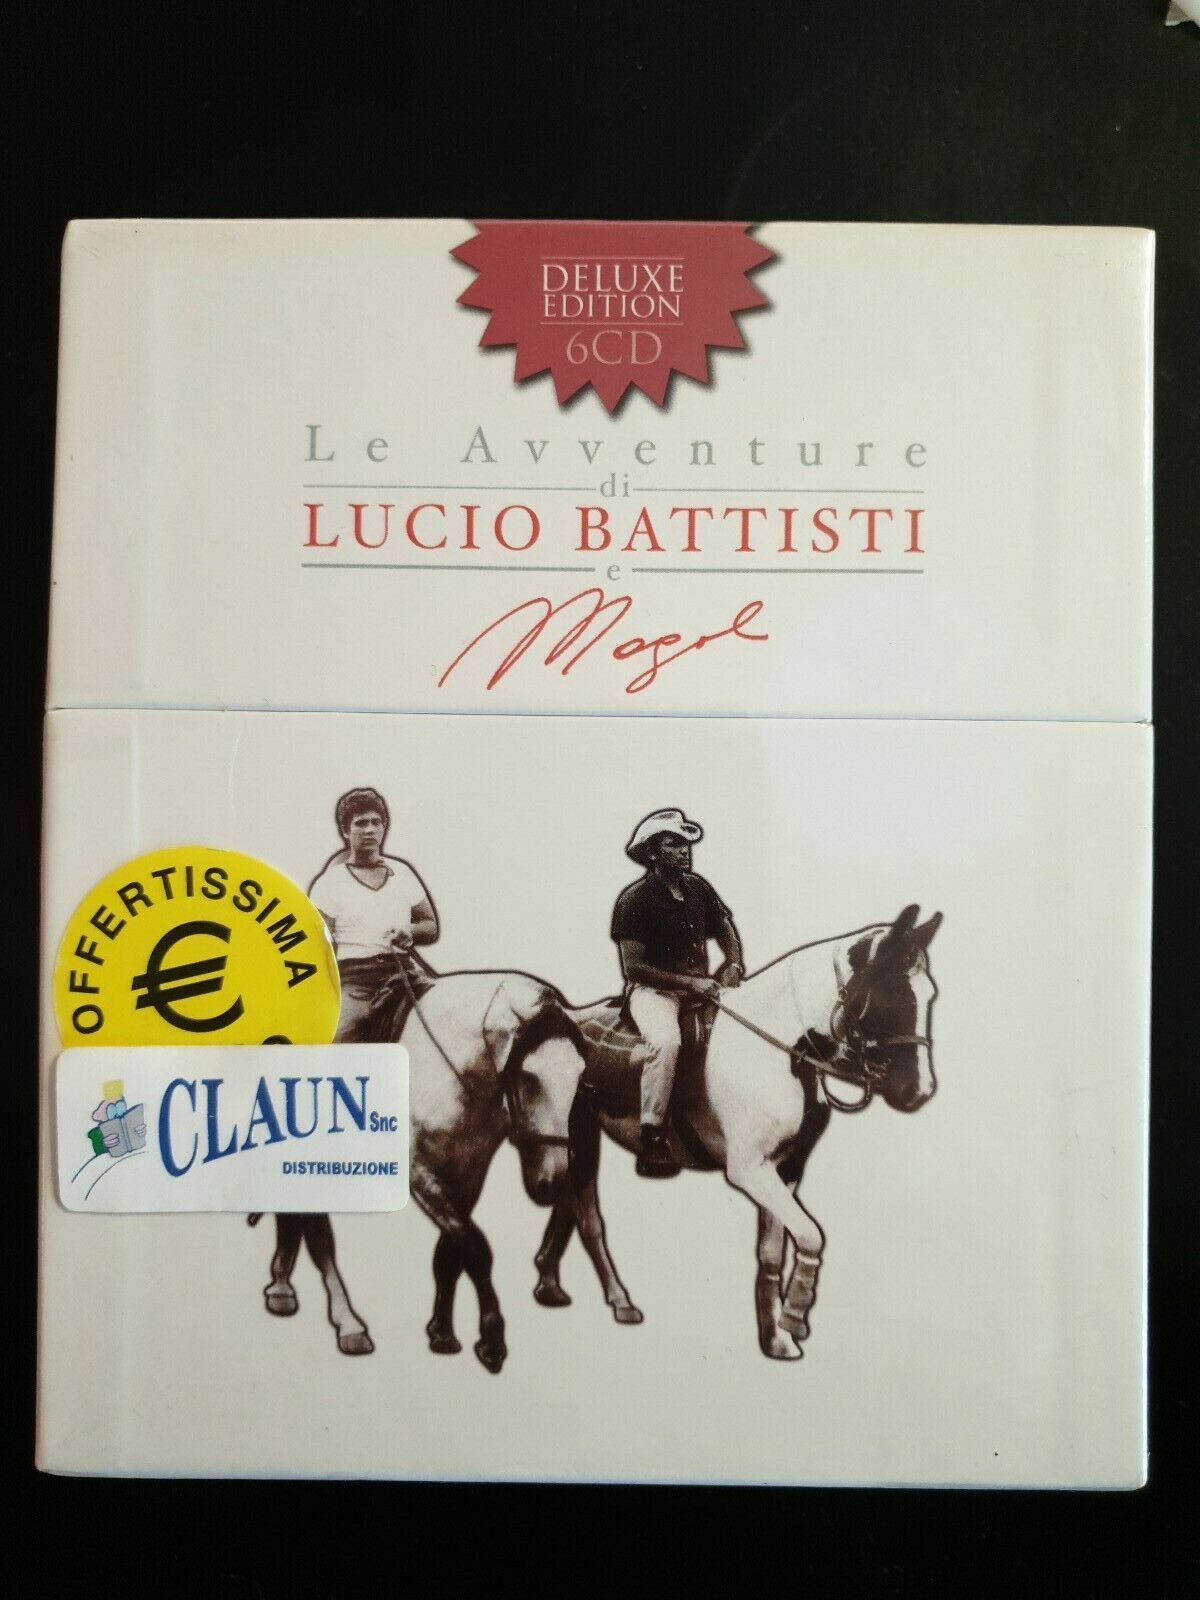 DELUXE
EDITION
6CD
Le Avventure
di
LUCIO BATTISTI
e
Mogol
OFFERTISSIMA
€
CLAUN Snc
DISTRIBUZIONE